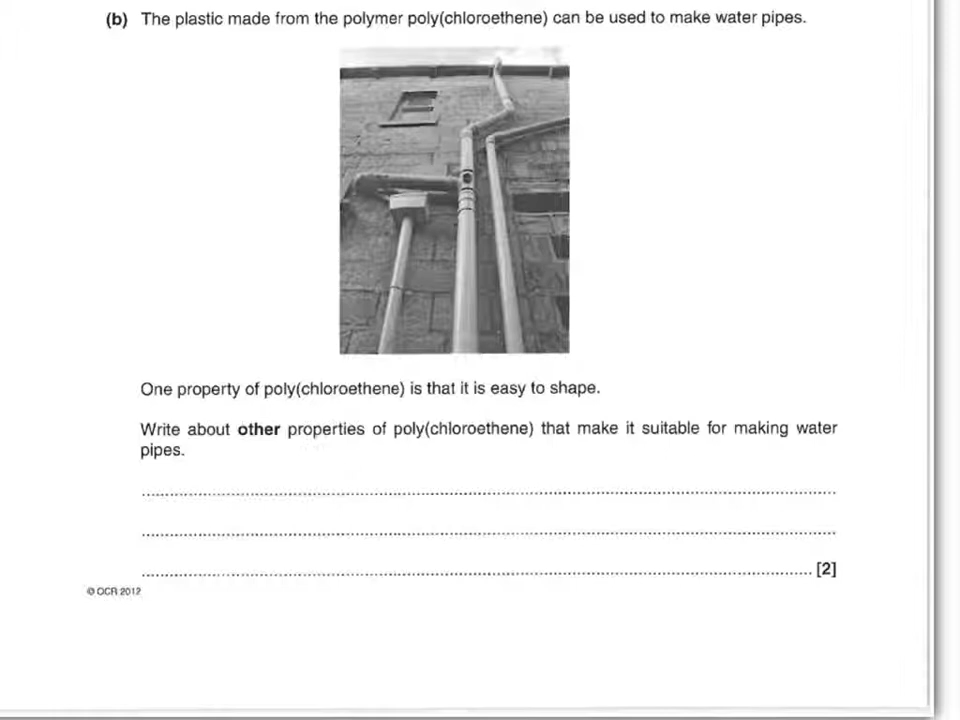 (b) The plastic made from the polymer poly(chloroethene) can be used to make water pipes.
One property of poly(chloroethene) is that it is easy to shape.
Write about other properties of poly(chloroethene) that make it suitable for making water
pipes.
[2]
© OCR 2012